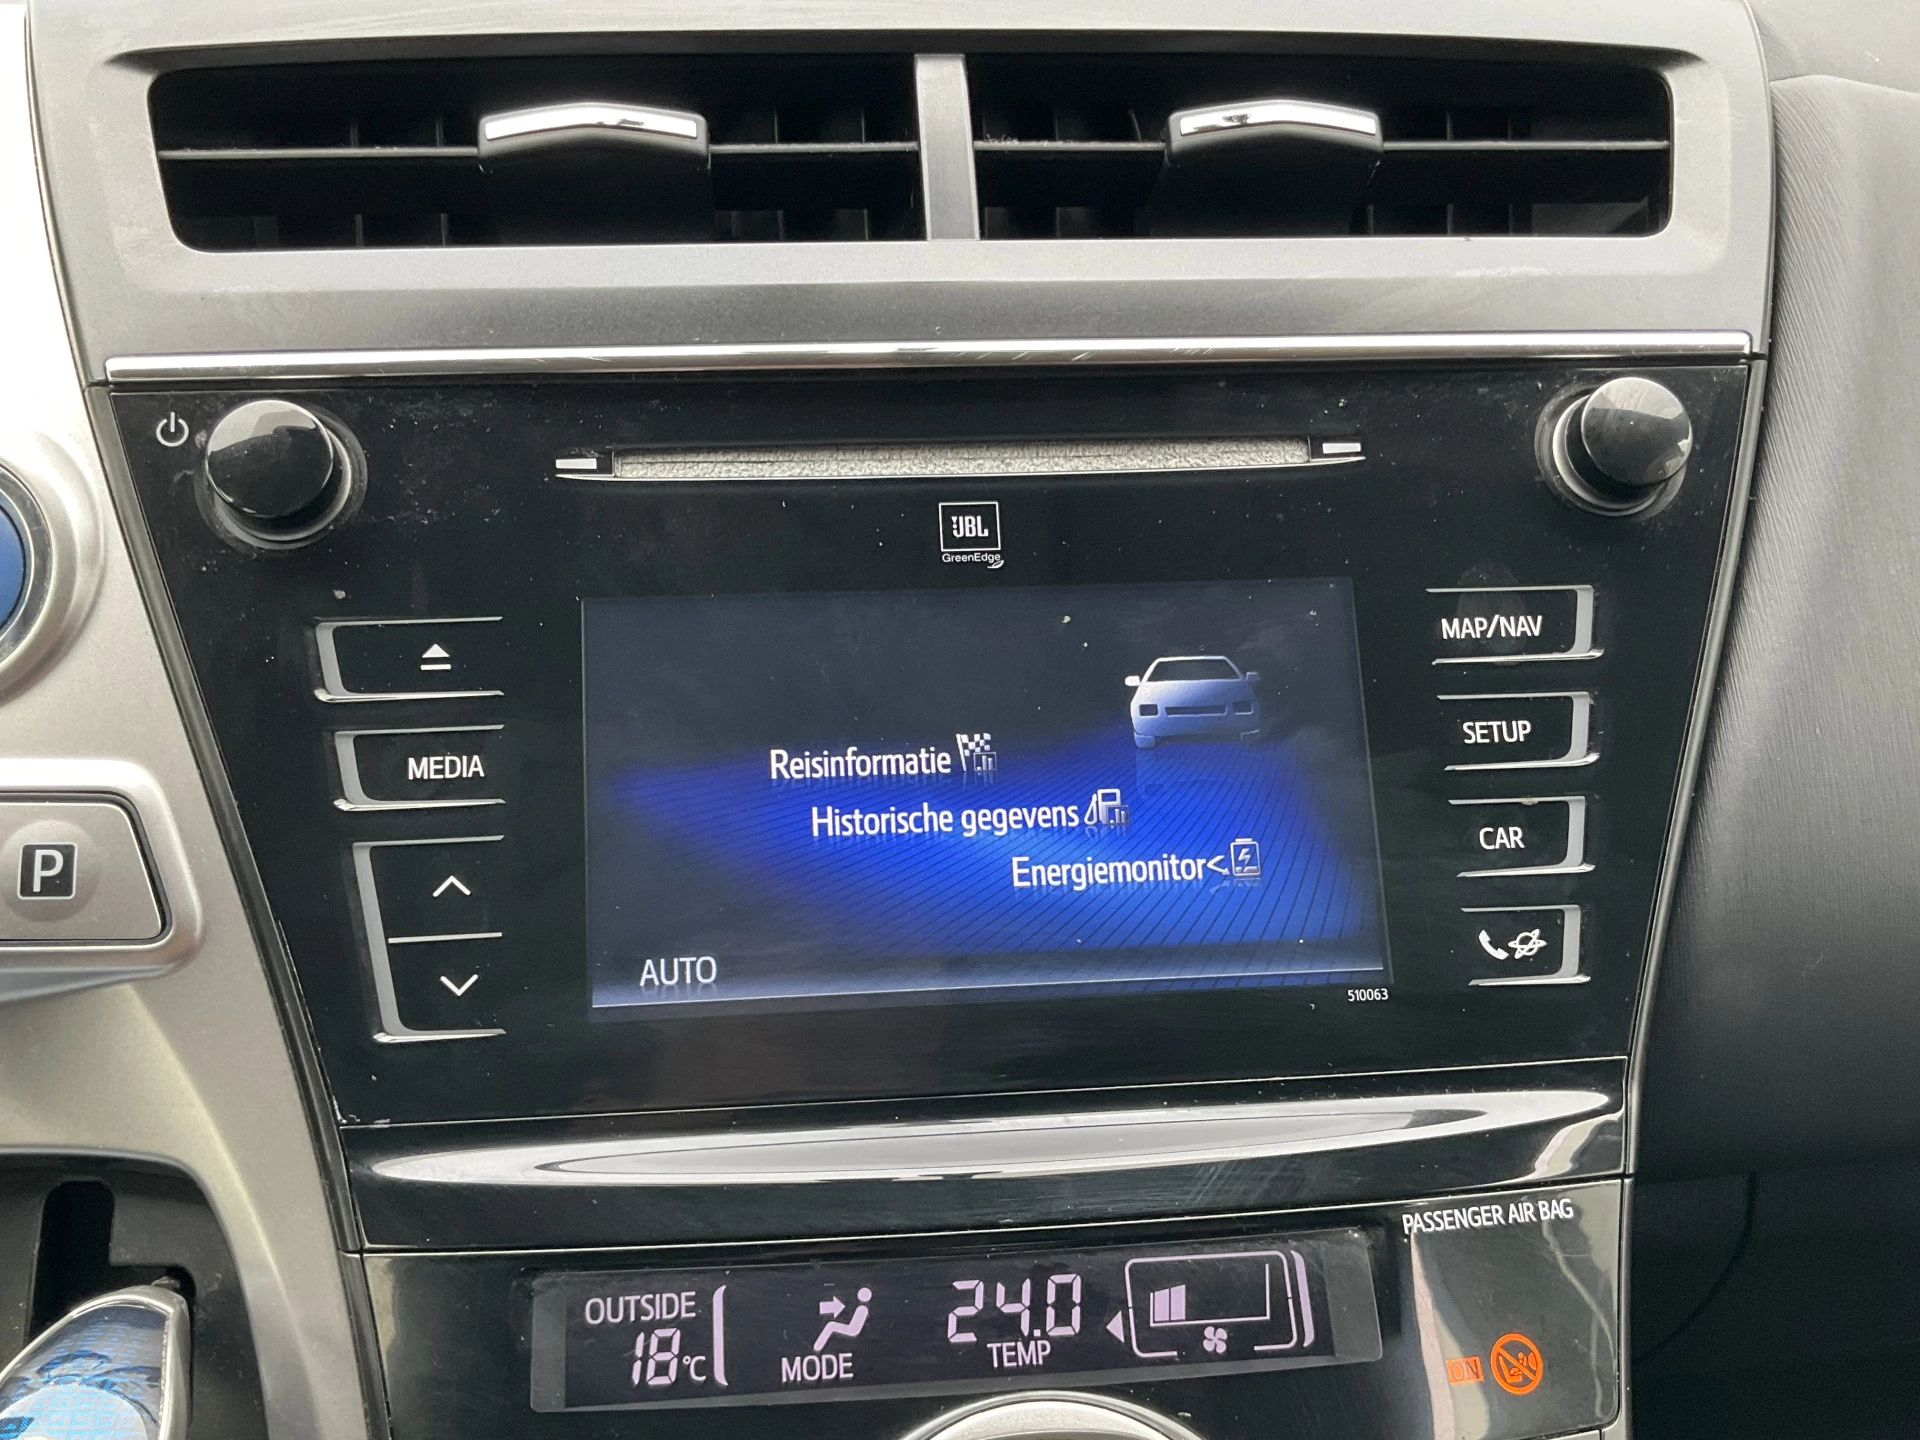 JBL
GreenEdge
MAP/NAV
MEDIA
SETUP
CAR
P
Reisinformatie
Historische gegevens
Energiemonitor
AUTO
510063
PASSENGER AIR BAG
OUTSIDE
18°C
MODE
24.0
TEMP
ON